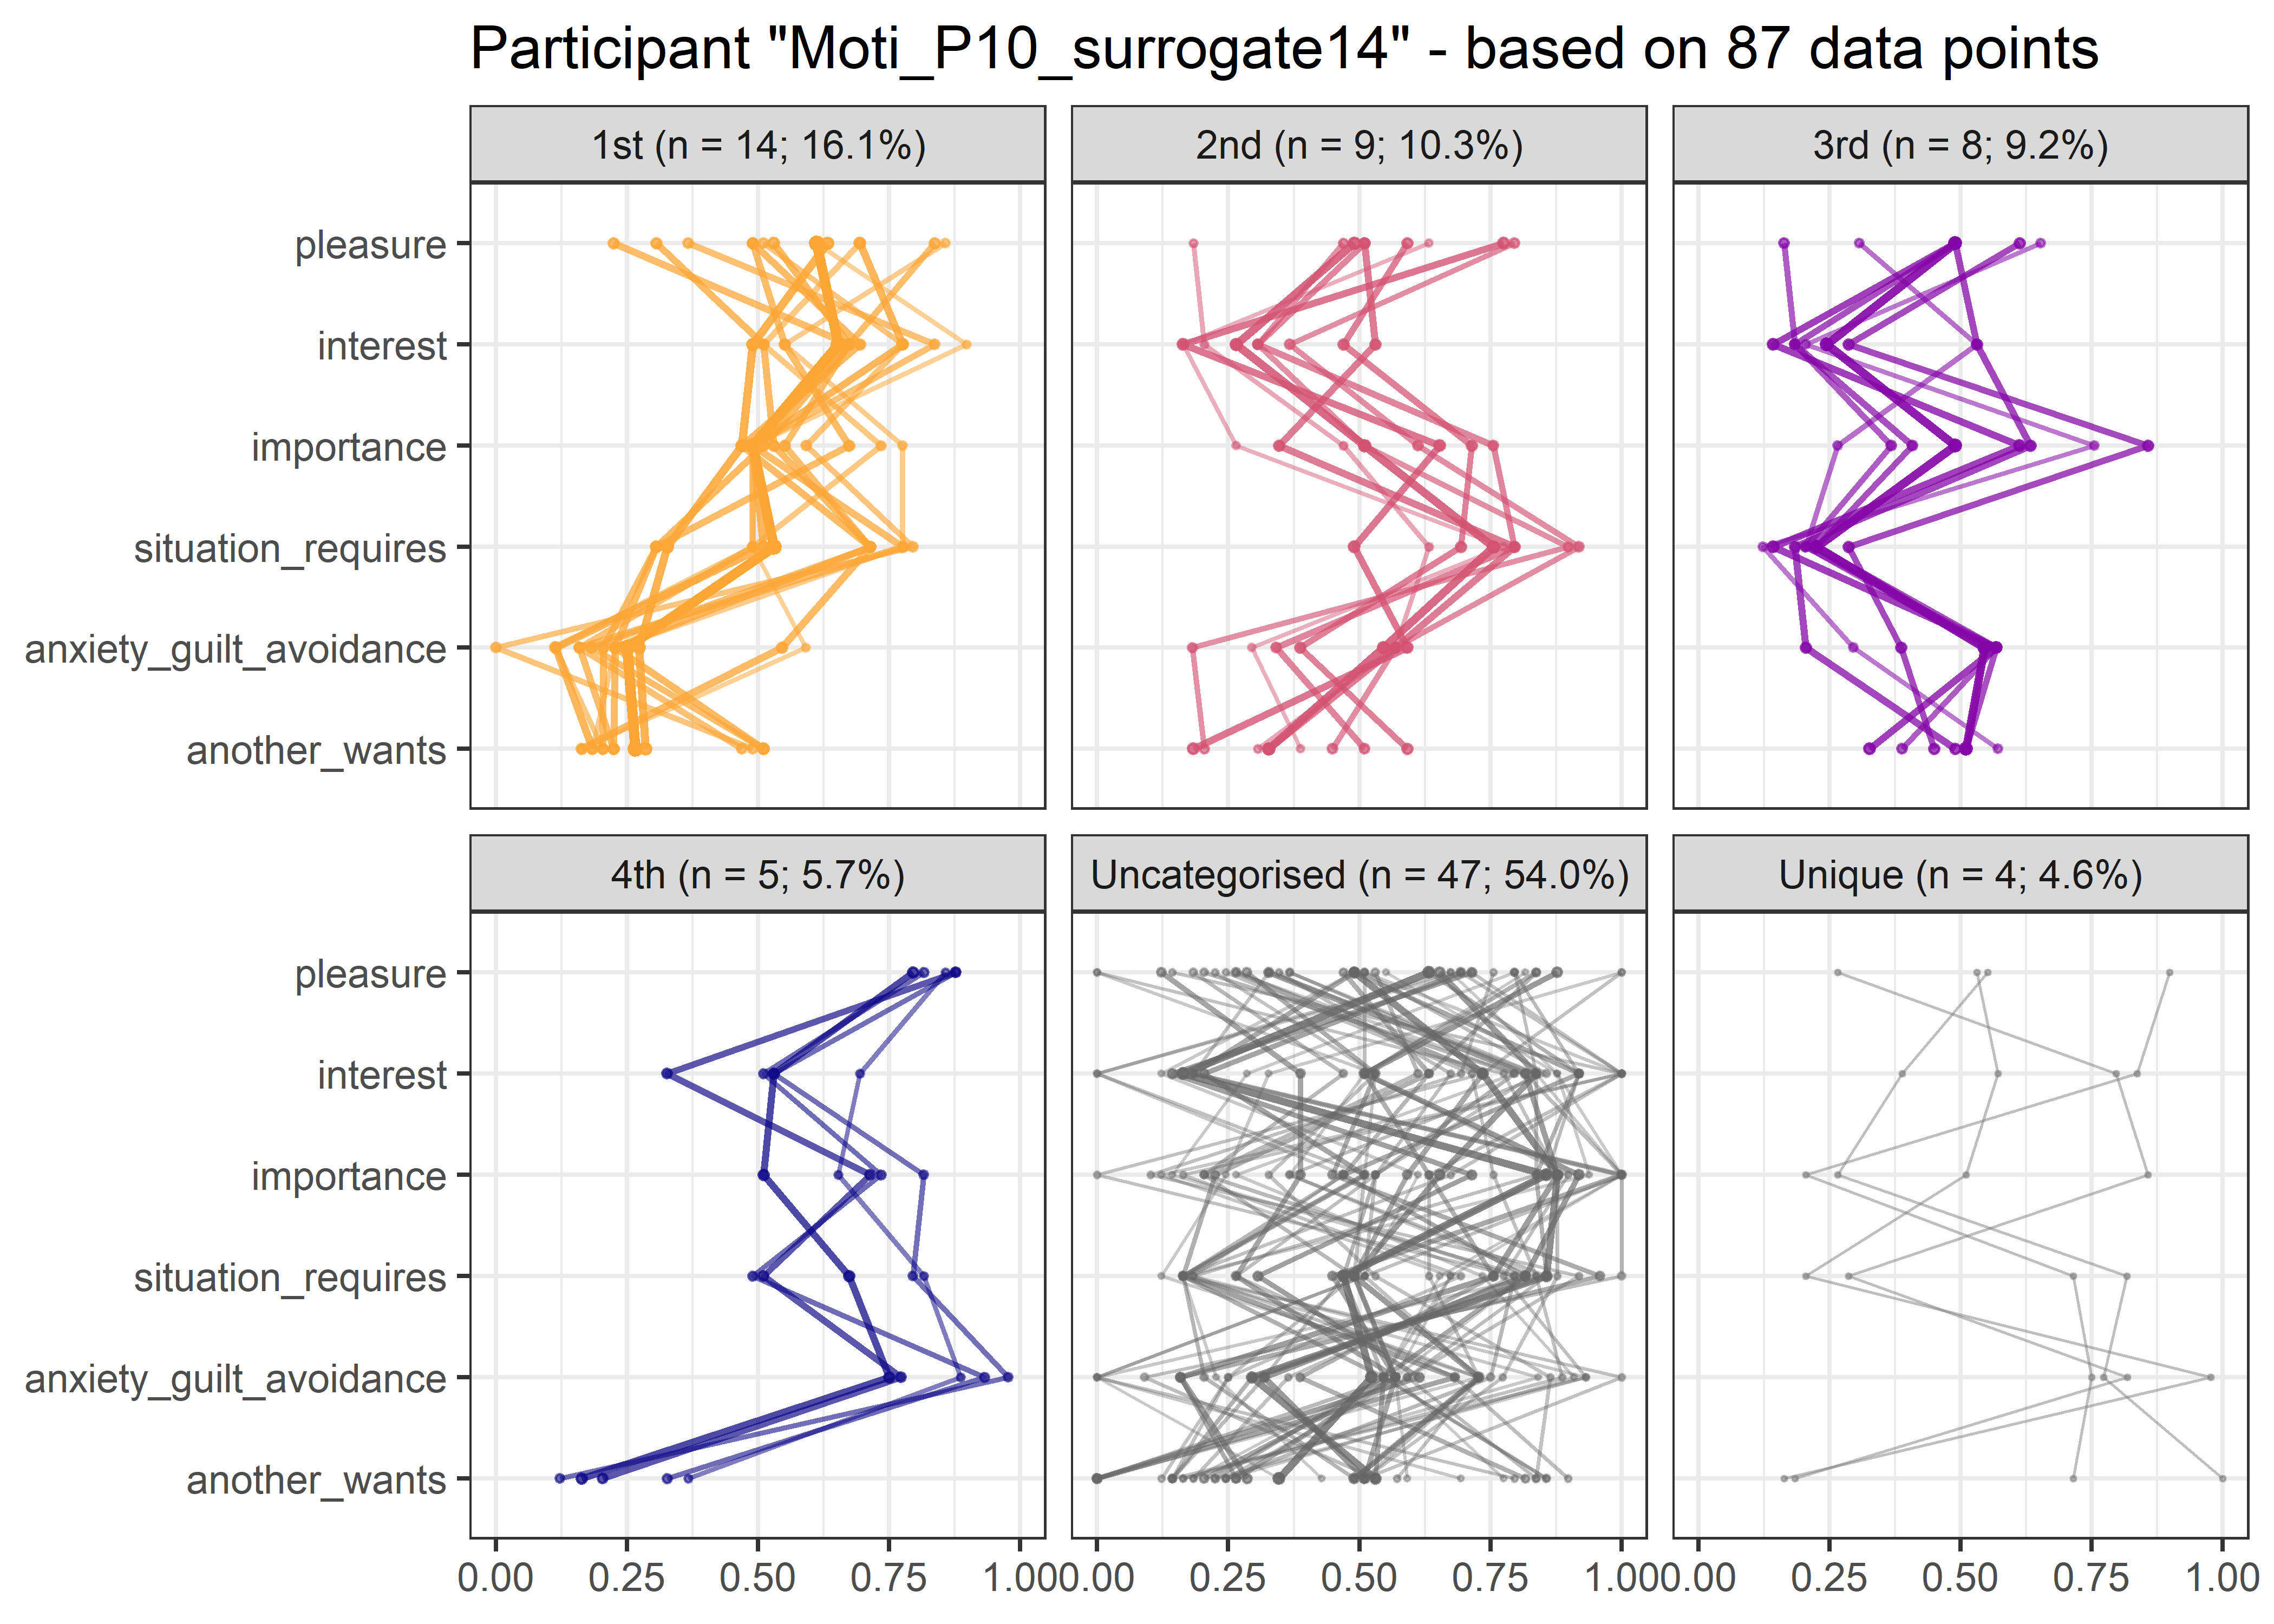 Participant "Moti_P10_surrogate14" - based on 87 data points
1st (n = 14; 16.1%)
2nd (n = 9; 10.3%)
3rd (n = 8; 9.2%)
pleasure
interest
importance
situation_requires
anxiety_guilt_avoidance
another_wants
4th (n = 5; 5.7%)
Uncategorised (n = 47; 54.0%)
Unique (n = 4; 4.6%)
pleasure
interest
importance
situation_requires
anxiety_guilt_avoidance
another_wants
0.00 0.25 0.50 0.75 1.00
0.00 0.25 0.50 0.75 1.00
0.00 0.25 0.50 0.75 1.00